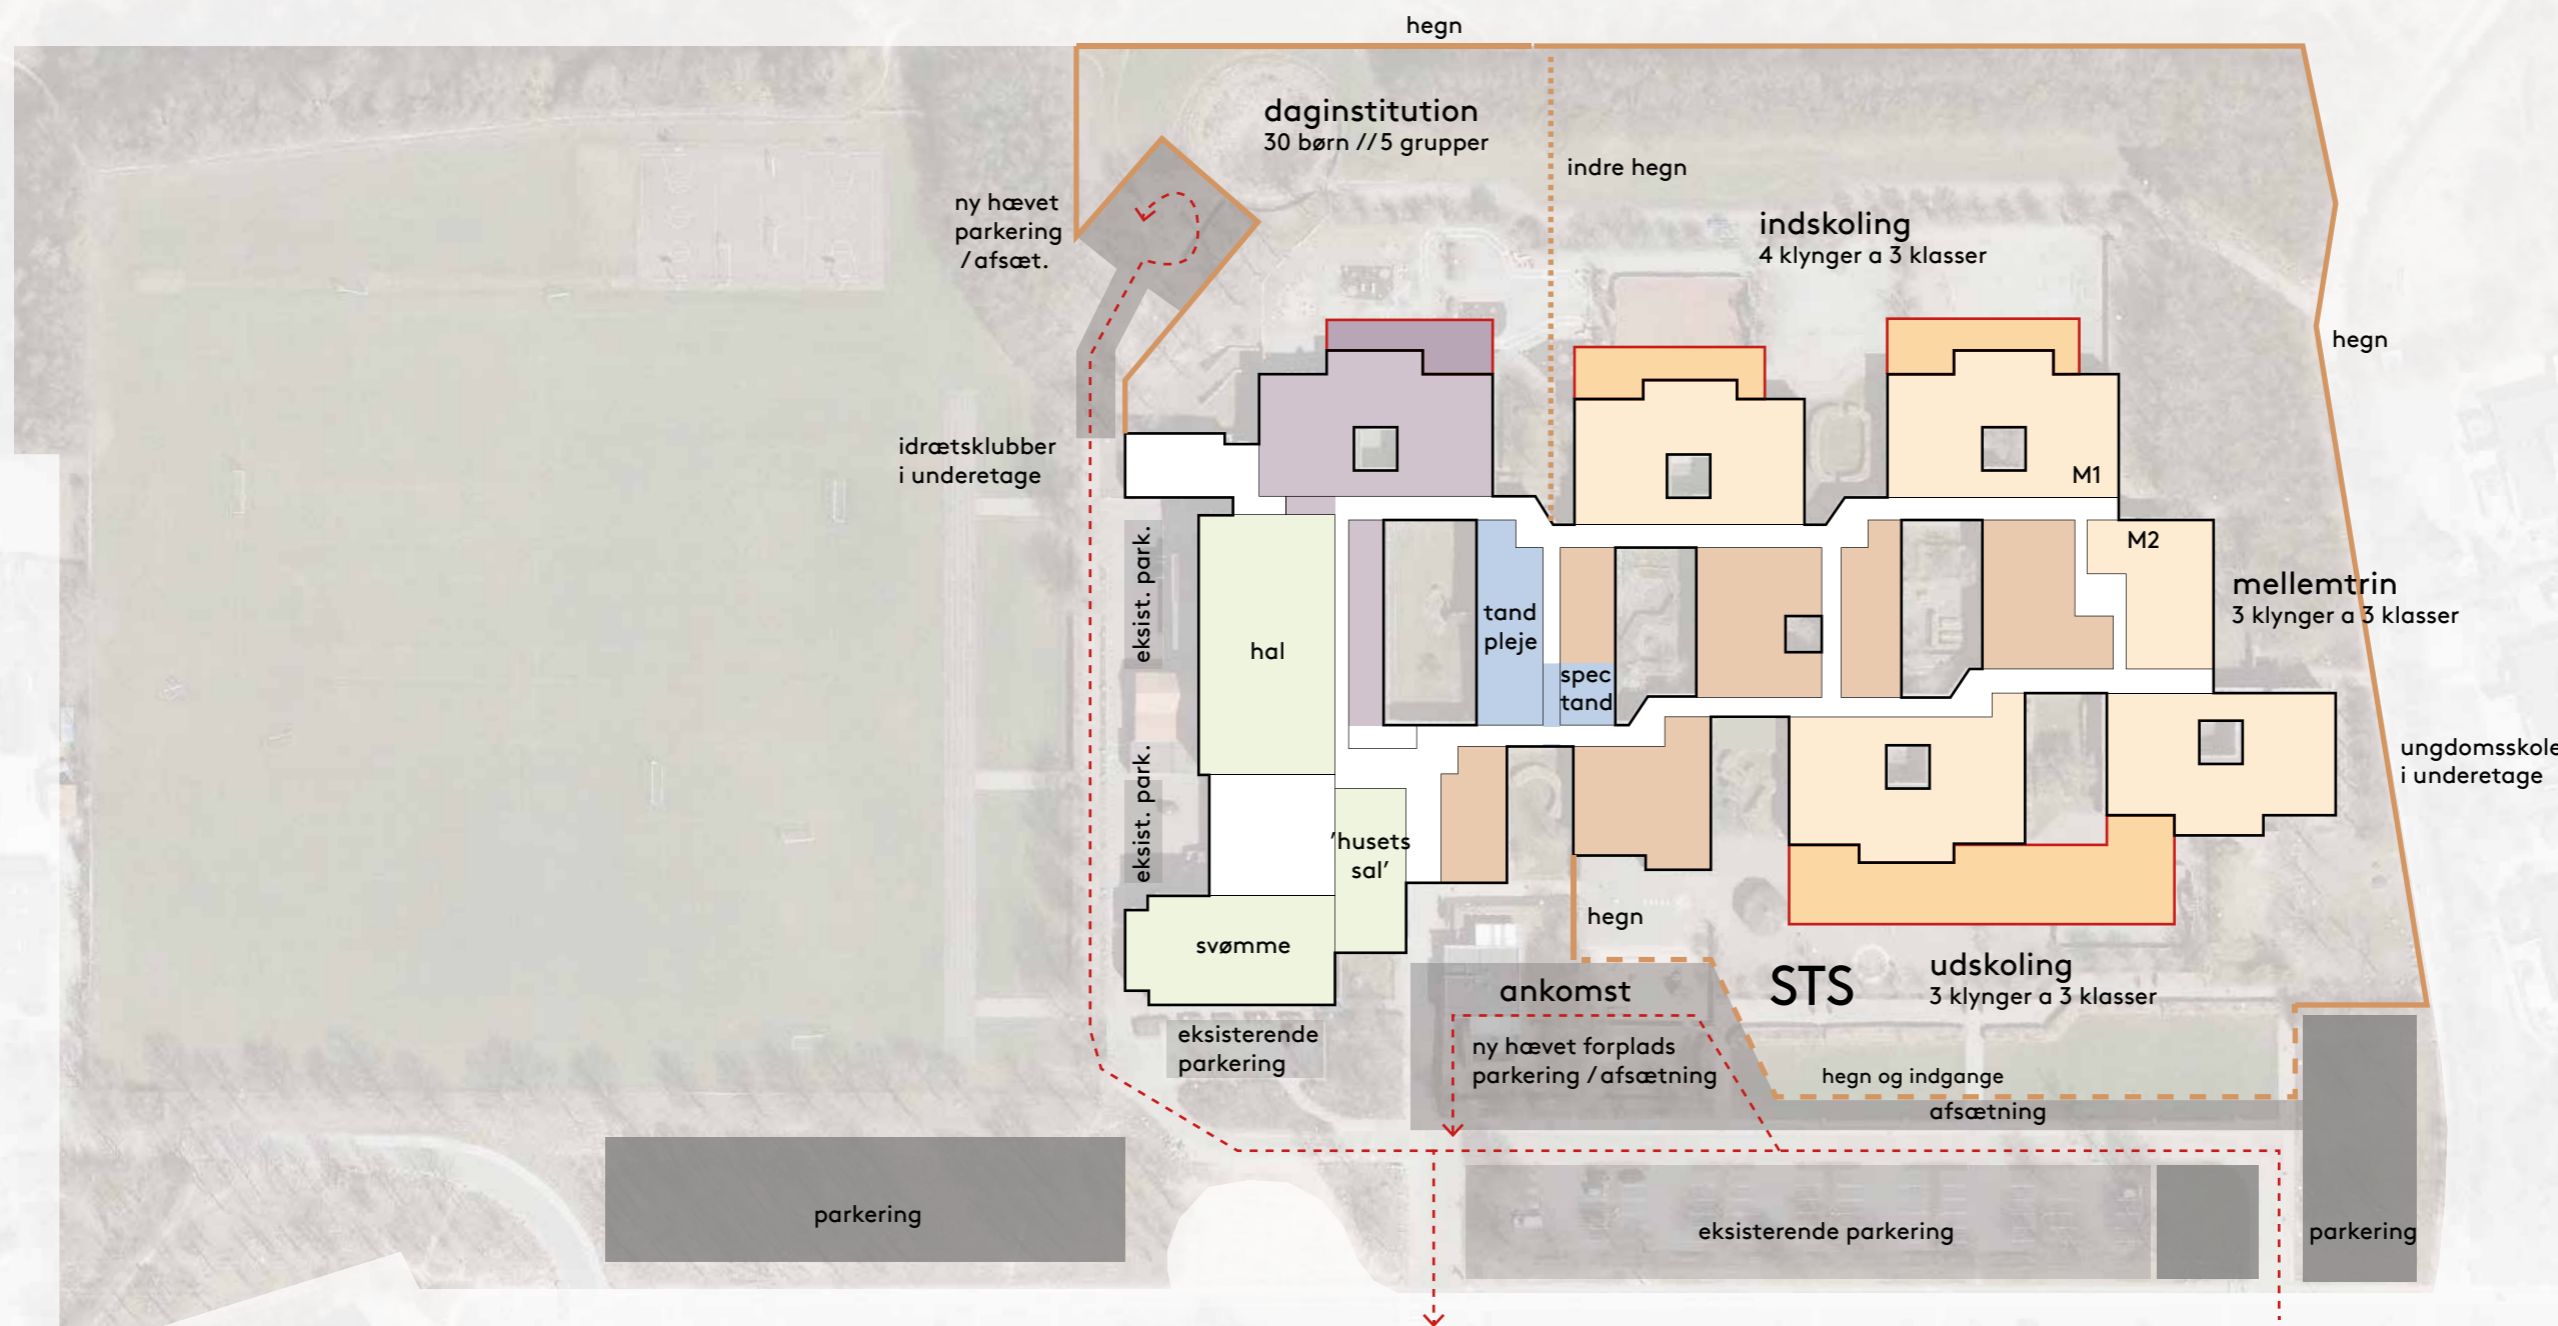 hegn
daginstitution
30 børn // 5 grupper
indre hegn
ny hævet
parkering
/ afsæt.
indskoling
4 klynger a 3 klasser
hegn
idrætsklubber
i underetage
M1
M2
eksist. park.
mellemtrin
3 klynger a 3 klasser
tand
pleje
hal
spec
tand
ungdomsskole
i underetage
eksist. park.
'husets
sal'
hegn
svømme
ankomst
STS
udskoling
3 klynger a 3 klasser
eksisterende
parkering
ny hævet forplads
parkering / afsætning
hegn og indgange
afsætning
parkering
eksisterende parkering
parkering